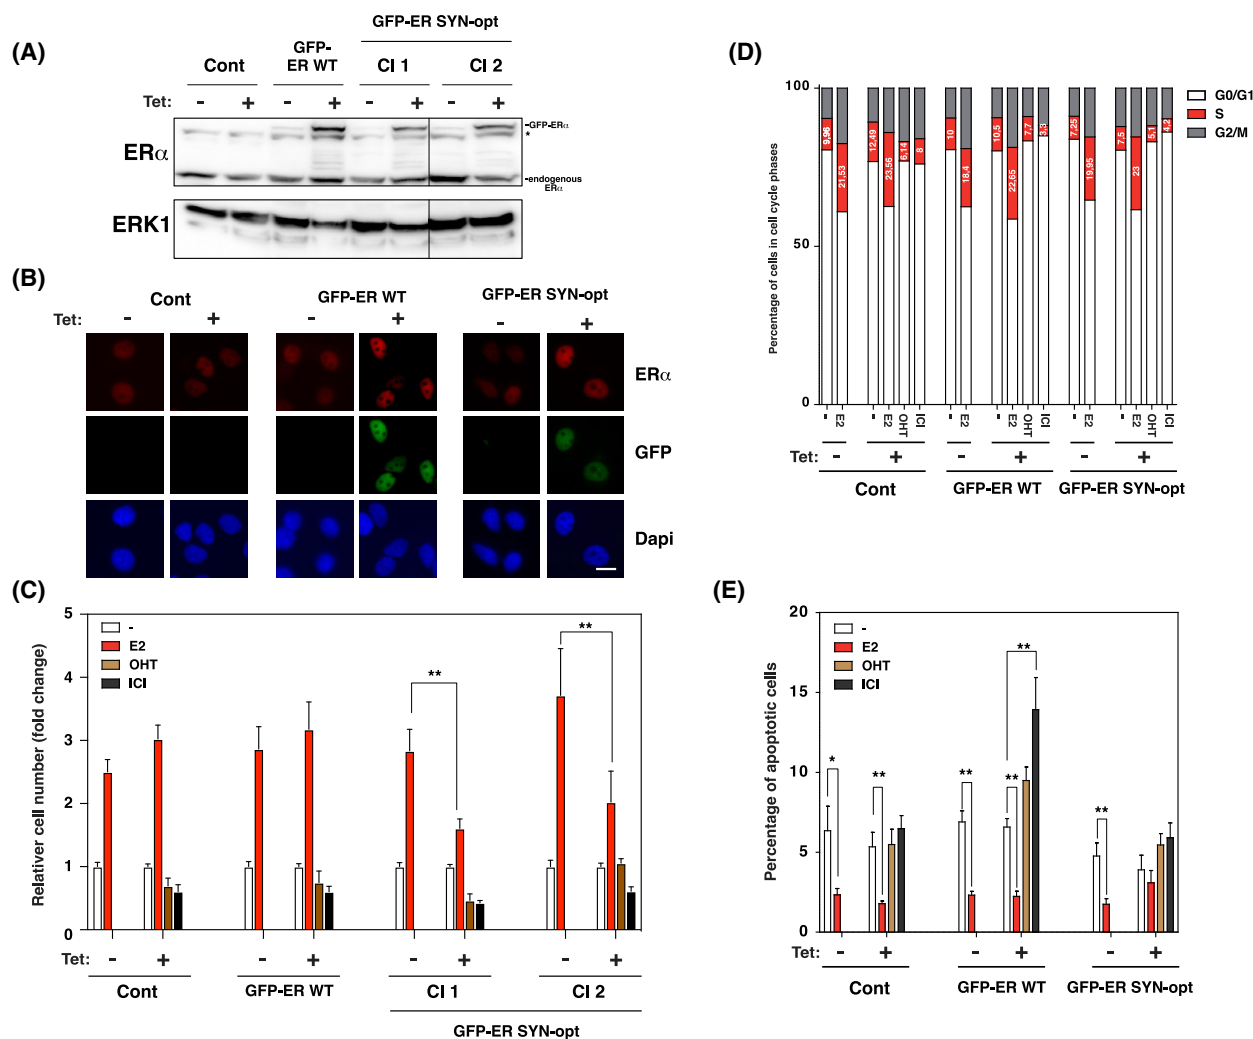 (A)
GFP-ER SYN-opt
Cont
GFP-
ER WT
CI 1
CI 2
Tet: - + - + - + - +
ERα
-GFP-ERα
*
-endogenous
ERα
ERK1
(B)
Cont
GFP-ER WT
GFP-ER SYN-opt
Tet: - + - + - +
ERα
GFP
Dapi
(C)
Relativer cell number (fold change)
5
4
3
2
1
0
-
E2
OHT
ICI
**
**
Tet: - + - + - + - +
Cont
GFP-ER WT
CI 1
CI 2
GFP-ER SYN-opt
(D)
Percentage of cells in cell cycle phases
100
50
0
G0/G1
S
G2/M
9,96
21,53
12,49
23,56
6,14
8
10
18,4
10,5
22,65
7,7
3,3
7,25
19,95
7,5
23
5,1
4,2
- E2 - E2 OHT ICI - E2 - E2 OHT ICI - E2 - E2 OHT ICI
Tet: - + - + - +
Cont
GFP-ER WT
GFP-ER SYN-opt
(E)
Percentage of apoptotic cells
20
15
10
5
0
-
E2
OHT
ICI
*
**
**
**
**
**
Tet: - + - + - +
Cont
GFP-ER WT
GFP-ER SYN-opt